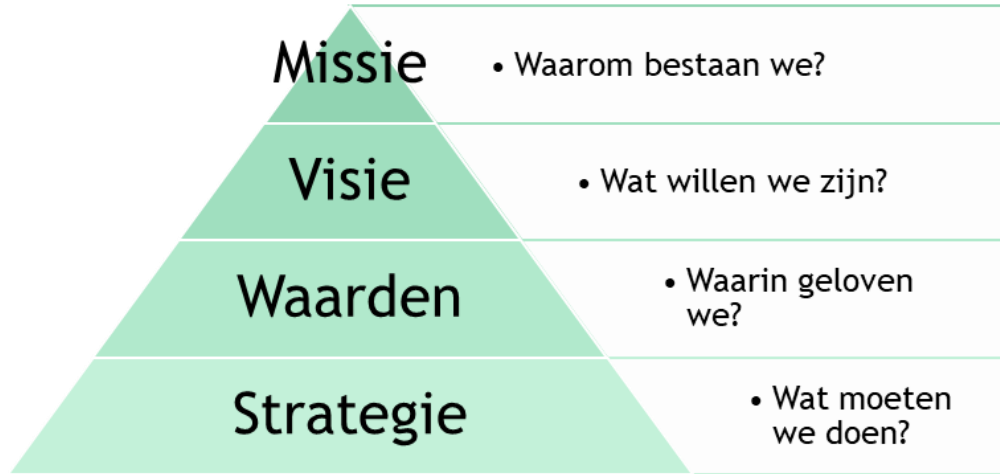 Missie
• Waarom bestaan we?
Visie
• Wat willen we zijn?
Waarden
• Waarin geloven
we?
Strategie
• Wat moeten
we doen?